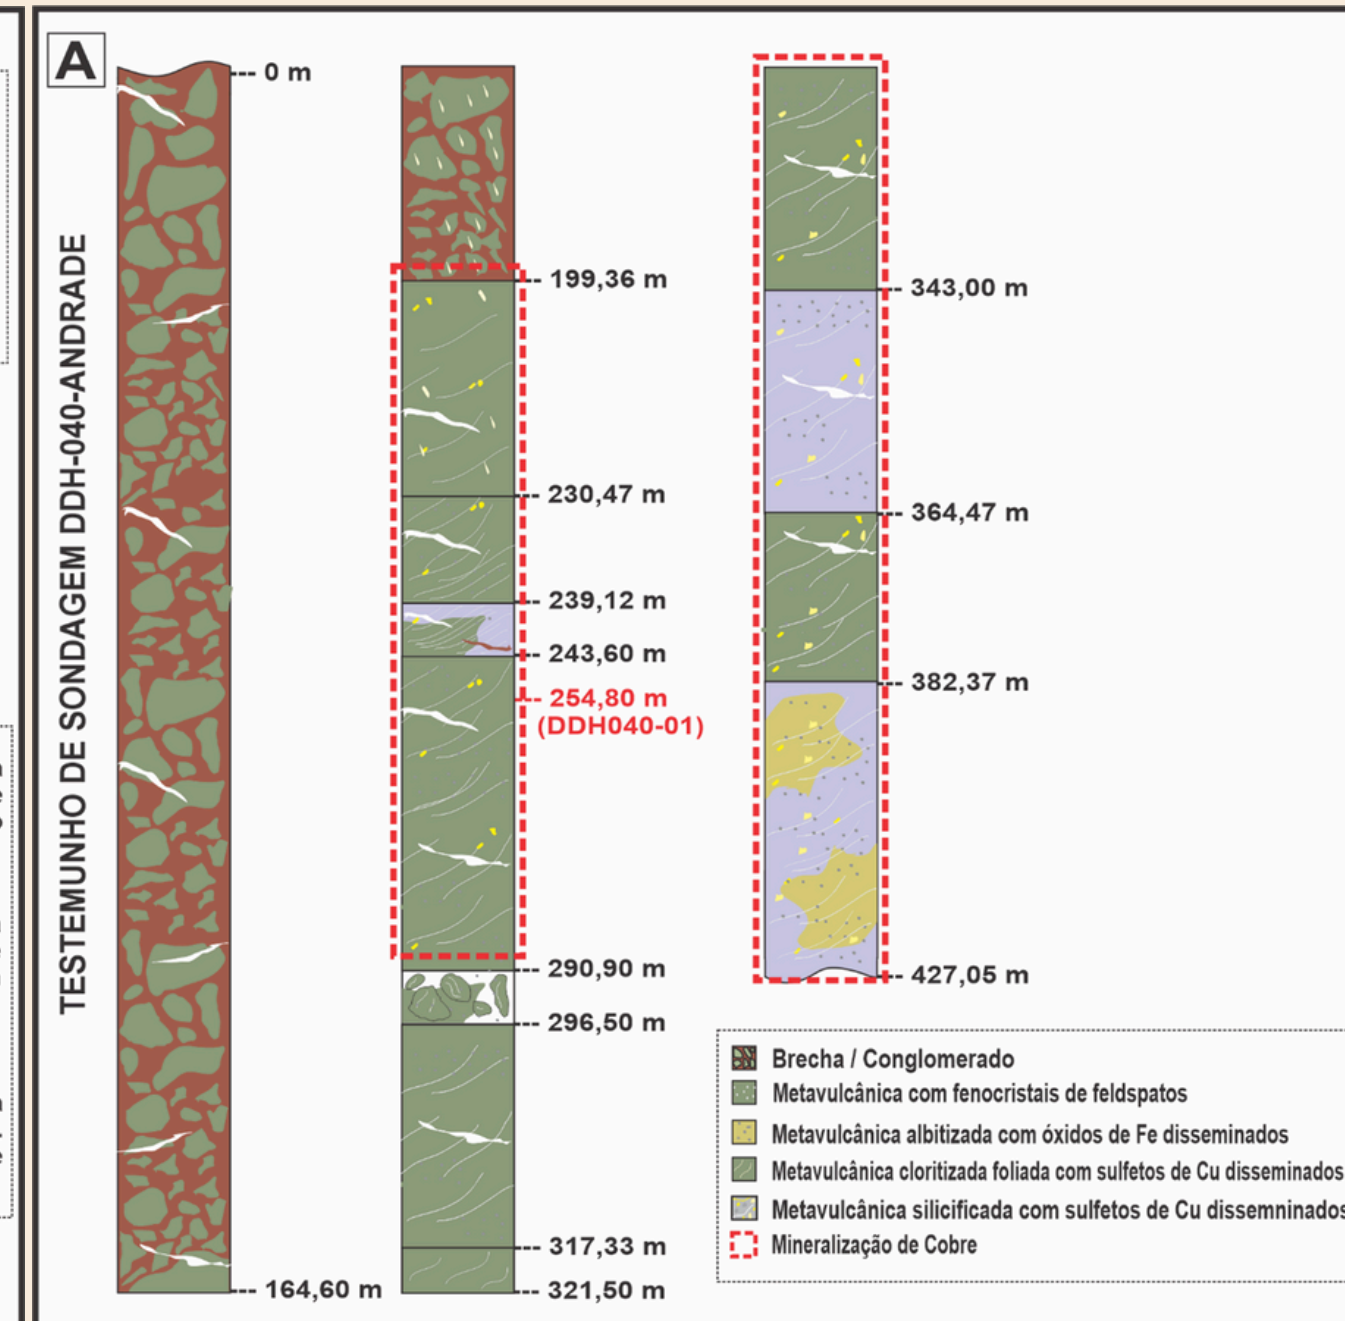 A
TESTEMUNHO DE SONDAGEM DDH-040-ANDRADE
0 m
164,60 m
199,36 m
230,47 m
239,12 m
243,60 m
254,80 m
(DDH040-01)
290,90 m
296,50 m
317,33 m
321,50 m
343,00 m
364,47 m
382,37 m
427,05 m
Brecha / Conglomerado
Metavulcânica com fenocristais de feldspatos
Metavulcânica albitizada com óxidos de Fe disseminados
Metavulcânica cloritizada foliada com sulfetos de Cu disseminados
Metavulcânica silicificada com sulfetos de Cu dissemninados
Mineralização de Cobre